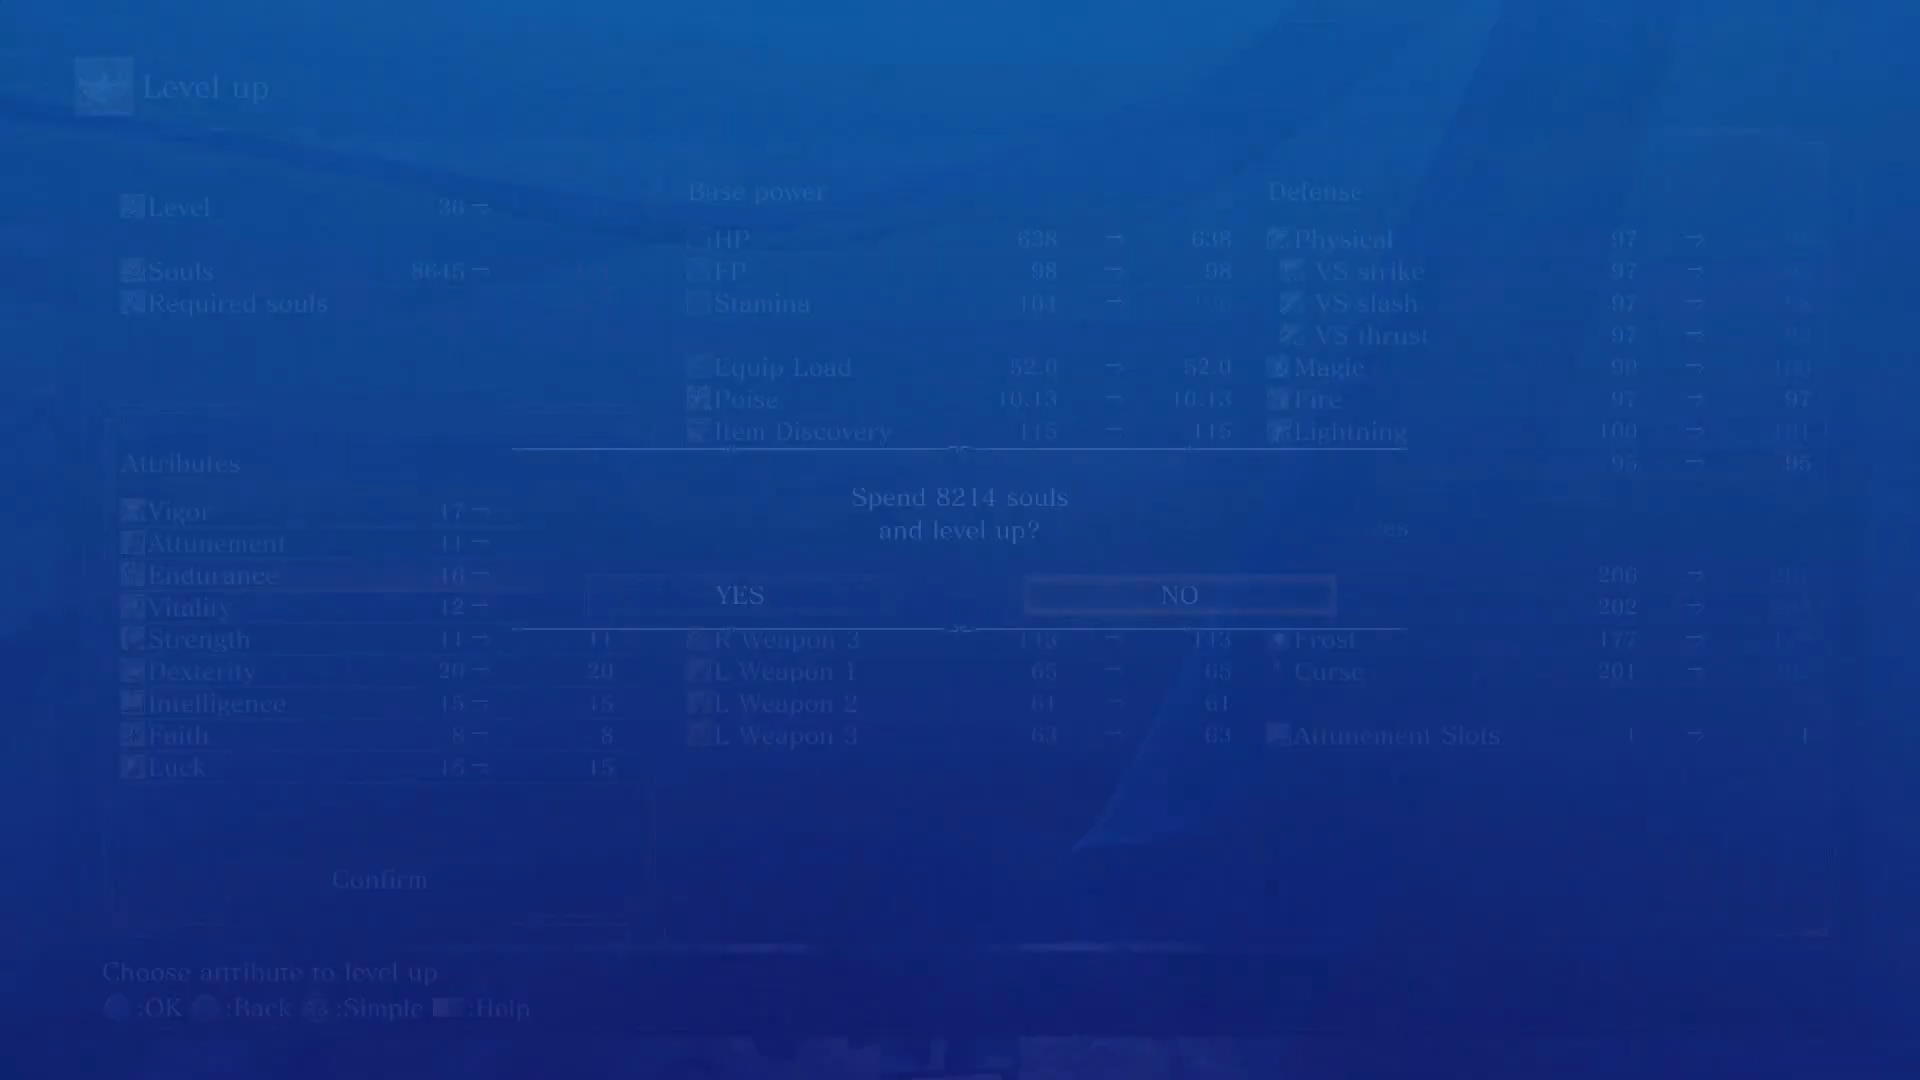 Level up
Level 36 →
Souls 8645 →
Required souls
Attributes
Vigor 17 →
Attunement 11 →
Endurance 16 →
Vitality 12 →
Strength 11 → 11
Dexterity 20 → 20
Intelligence 15 → 15
Faith 8 → 8
Luck 15 → 15
Confirm
Base power
HP 638 → 638
FP 98 → 98
Stamina 104 →
Equip Load 52.0 → 52.0
Poise 10.13 → 10.13
Item Discovery 115 → 115
Spend 8214 souls
and level up?
YES NO
R Weapon 3 113 → 113
L Weapon 1 65 → 65
L Weapon 2 61 → 61
L Weapon 3 63 → 63
Defense
Physical 97 →
VS strike 97 →
VS slash 97 →
VS thrust 97 →
Magic →
Fire 97 → 97
Lightning 100 → 101
95 → 95
206 →
202 →
Frost 177 →
Curse 201 →
Attunement Slots 1 → 1
Choose attribute to level up
:OK :Back :Simple :Help